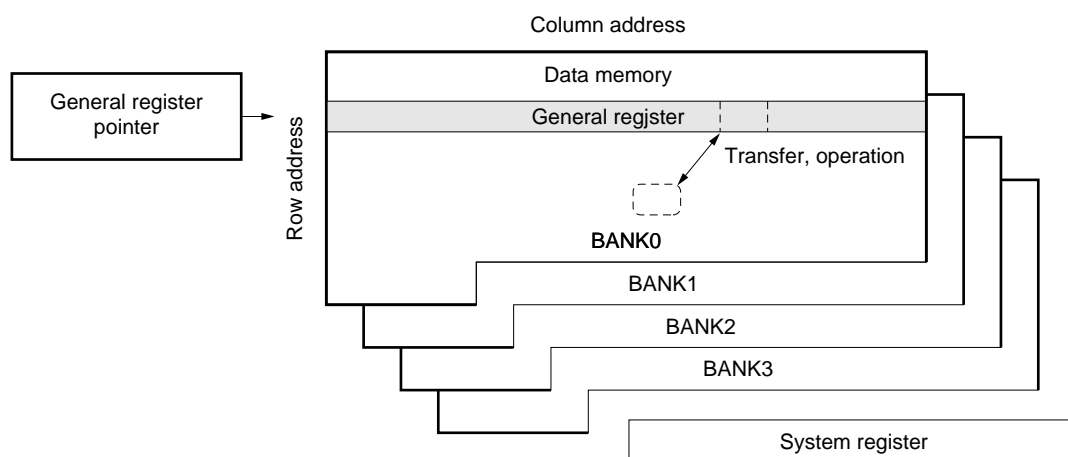 Column address
Data memory
General register
pointer
General regjster
Row address
Transfer, operation
BANK0
BANK1
BANK2
BANK3
System register